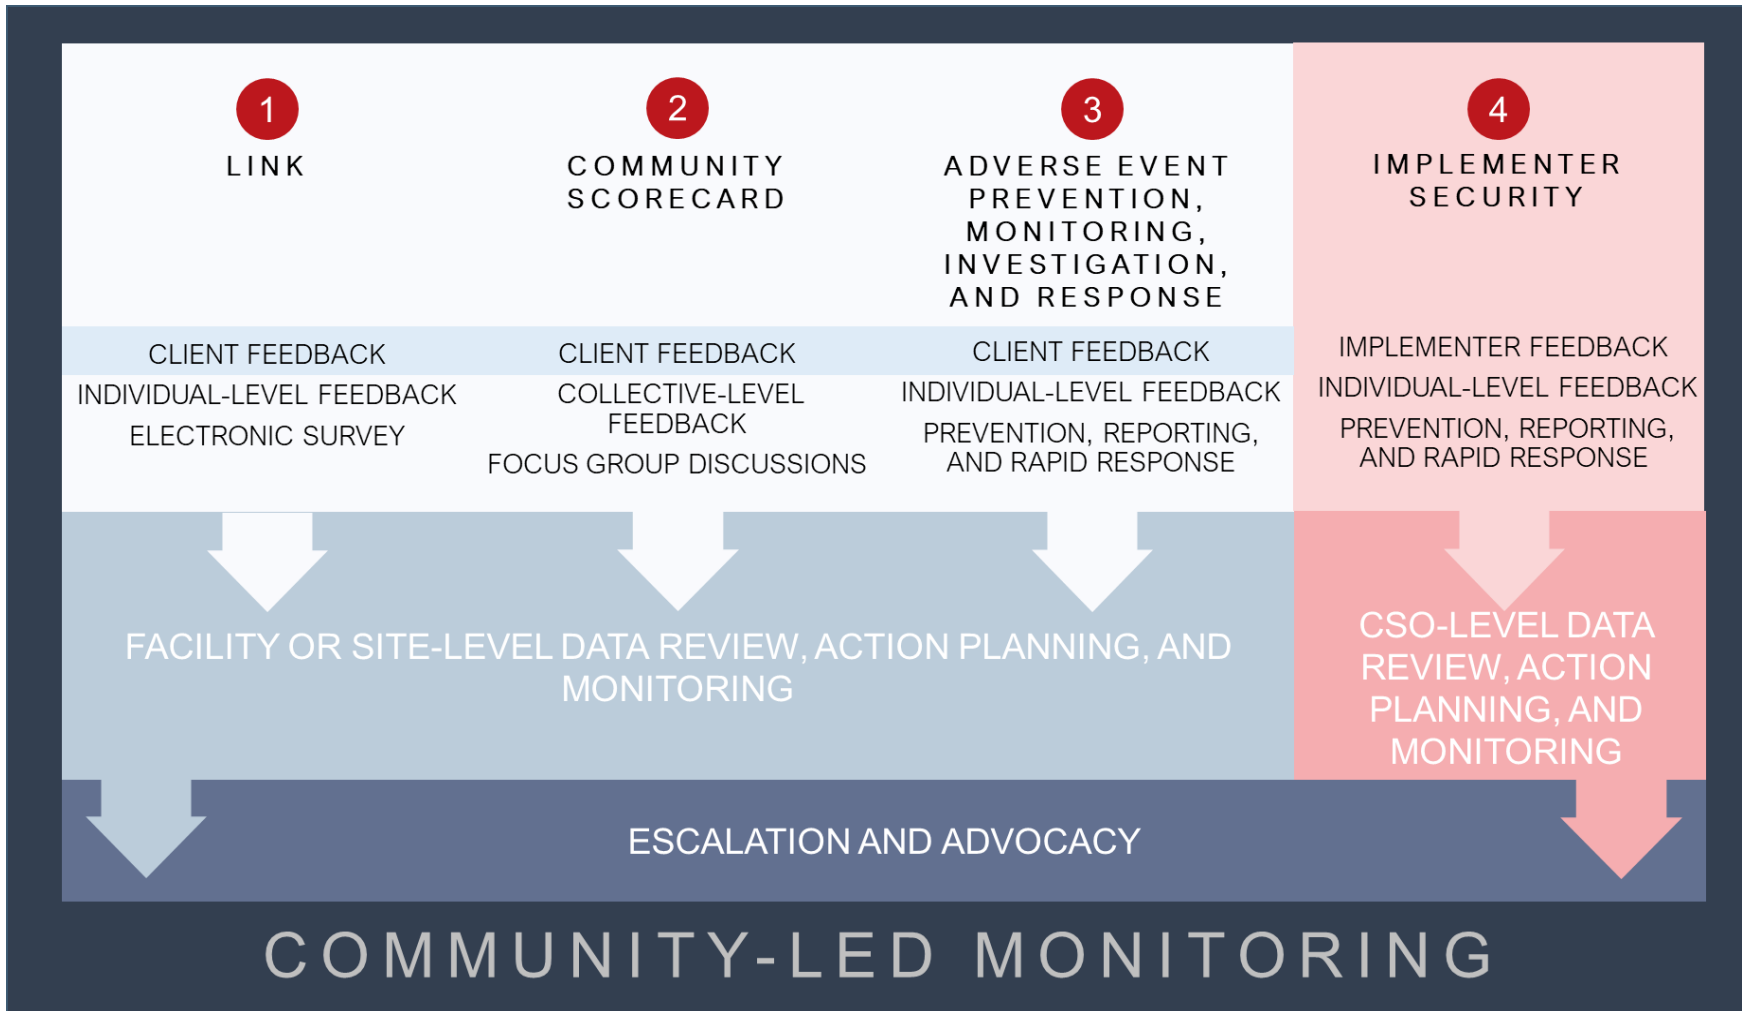 1
LINK
CLIENT FEEDBACK
INDIVIDUAL-LEVEL FEEDBACK
ELECTRONIC SURVEY
2
COMMUNITY
SCORECARD
CLIENT FEEDBACK
COLLECTIVE-LEVEL
FEEDBACK
FOCUS GROUP DISCUSSIONS
3
ADVERSE EVENT
PREVENTION,
MONITORING,
INVESTIGATION,
AND RESPONSE
CLIENT FEEDBACK
INDIVIDUAL-LEVEL FEEDBACK
PREVENTION, REPORTING,
AND RAPID RESPONSE
4
IMPLEMENTER
SECURITY
IMPLEMENTER FEEDBACK
INDIVIDUAL-LEVEL FEEDBACK
PREVENTION, REPORTING,
AND RAPID RESPONSE
FACILITY OR SITE-LEVEL DATA REVIEW, ACTION PLANNING, AND
MONITORING
CSO-LEVEL DATA
REVIEW, ACTION
PLANNING, AND
MONITORING
ESCALATION AND ADVOCACY
COMMUNITY-LED MONITORING